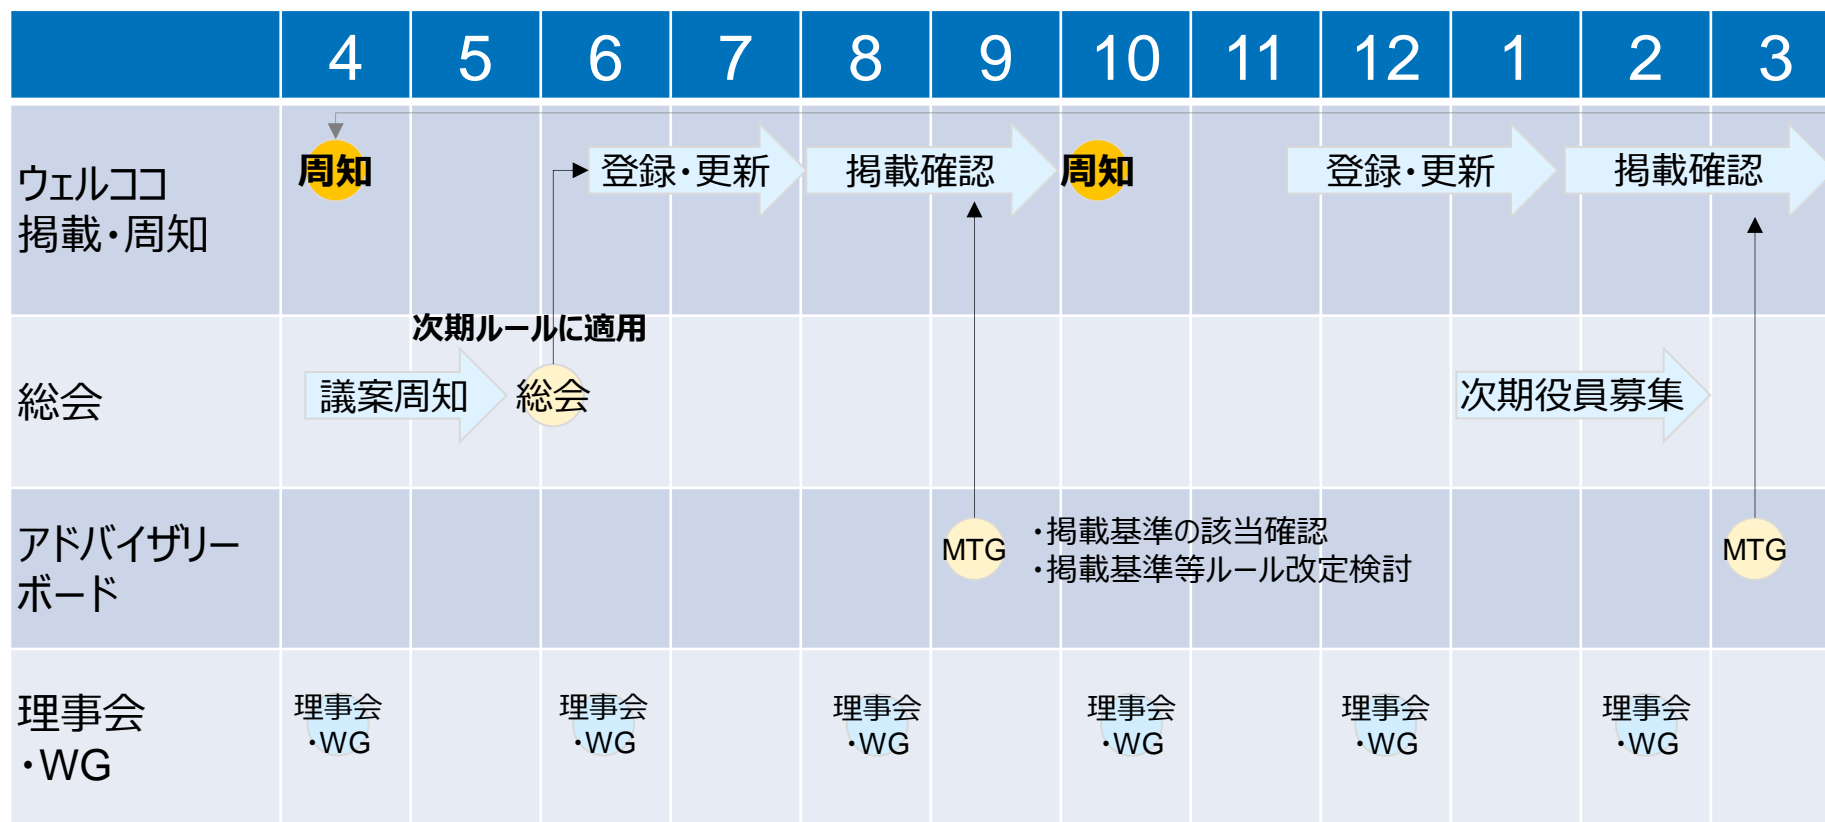 4 5 6 7 8 9 10 11 12 1 2 3
ウェルココ
掲載・周知
周知
登録・更新
掲載確認
周知
登録・更新
掲載確認
次期ルールに適用
総会
議案周知
総会
次期役員募集
アドバイザリー
ボード
MTG
・掲載基準の該当確認
・掲載基準等ルール改定検討
MTG
理事会
・WG
理事会
・WG
理事会
・WG
理事会
・WG
理事会
・WG
理事会
・WG
理事会
・WG